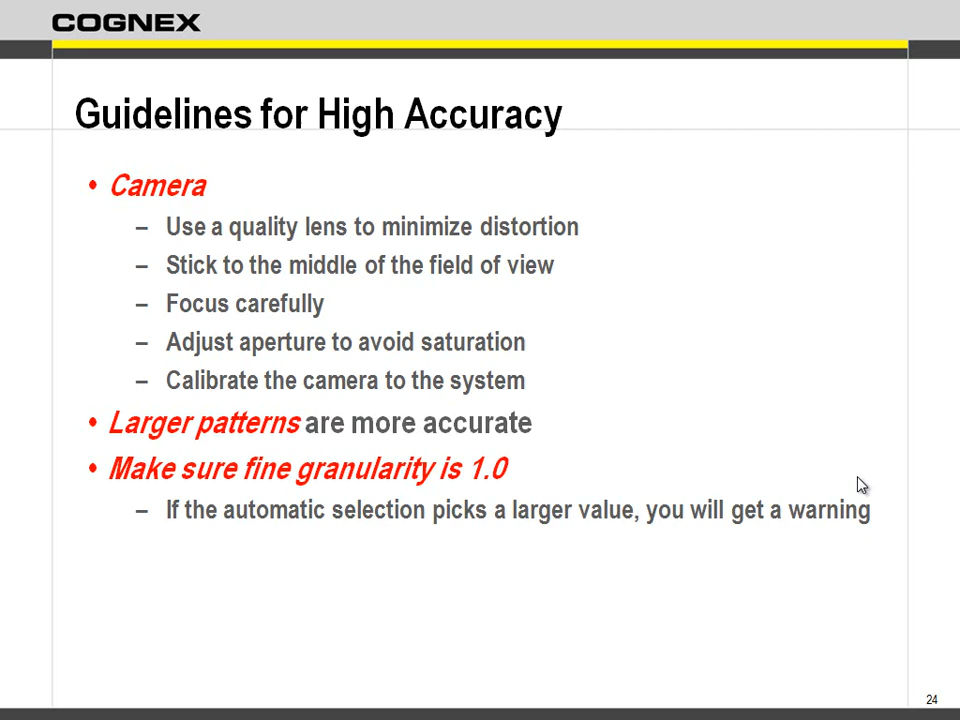 COGNEX
Guidelines for High Accuracy
• Camera
– Use a quality lens to minimize distortion
– Stick to the middle of the field of view
– Focus carefully
– Adjust aperture to avoid saturation
– Calibrate the camera to the system
• Larger patterns are more accurate
• Make sure fine granularity is 1.0
– If the automatic selection picks a larger value, you will get a warning
24